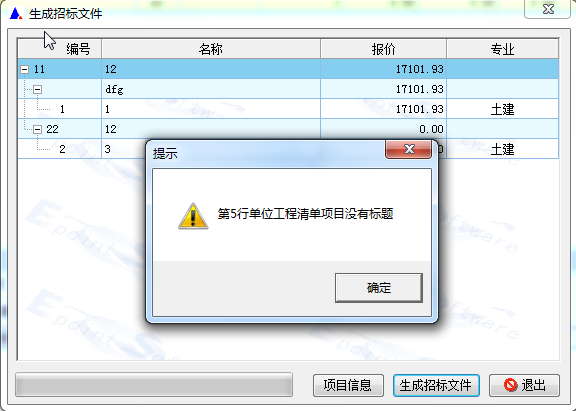 生成招标文件
编号 名称 报价 专业
11 12 17101.93
dfg 17101.93
1 1 17101.93 土建
22 12 0.00
2 3 0 土建
提示
第5行单位工程清单项目没有标题
确定
项目信息 生成招标文件 退出